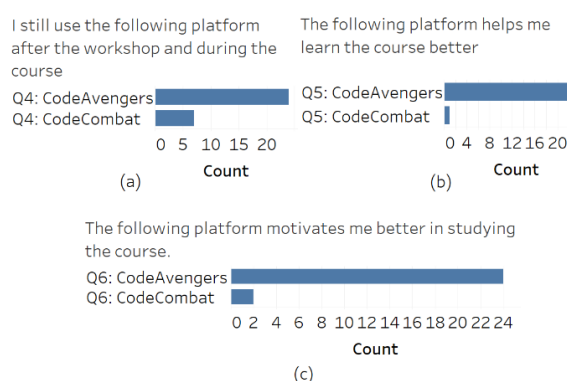 I still use the following platform
after the workshop and during the
course
Q4: CodeAvengers
Q4: CodeCombat
0 5 10 15 20
Count
(a)
The following platform helps me
learn the course better
Q5: CodeAvengers
Q5: CodeCombat
0 4 8 12 16 20
Count
(b)
The following platform motivates me better in studying
the course.
Q6: CodeAvengers
Q6: CodeCombat
0 2 4 6 8 10 12 14 16 18 20 22 24
Count
(c)